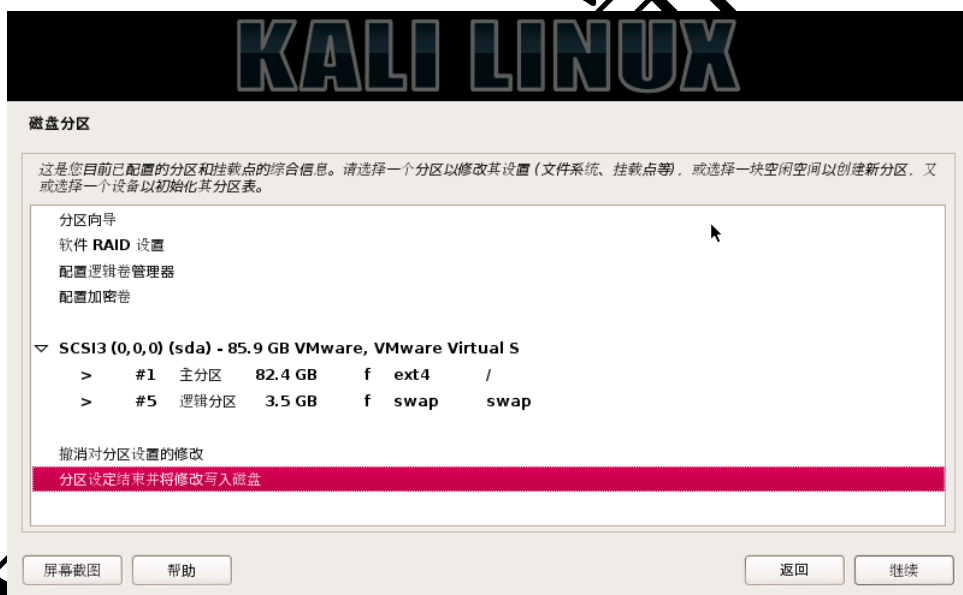 KALI LINUX
磁盘分区
这是您目前已配置的分区和挂载点的综合信息。请选择一个分区以修改其设置 (文件系统、挂载点等)，或选择一块空闲空间以创建新分区，又
或选择一个设备以初始化其分区表。
分区向导
软件 RAID 设置
配置逻辑卷管理器
配置加密卷
▽ SCSI3 (0,0,0) (sda) - 85.9 GB VMware, VMware Virtual S
> #1 主分区 82.4 GB f ext4 /
> #5 逻辑分区 3.5 GB f swap swap
撤消对分区设置的修改
分区设定结束并将修改写入磁盘
屏幕截图 帮助 返回 继续